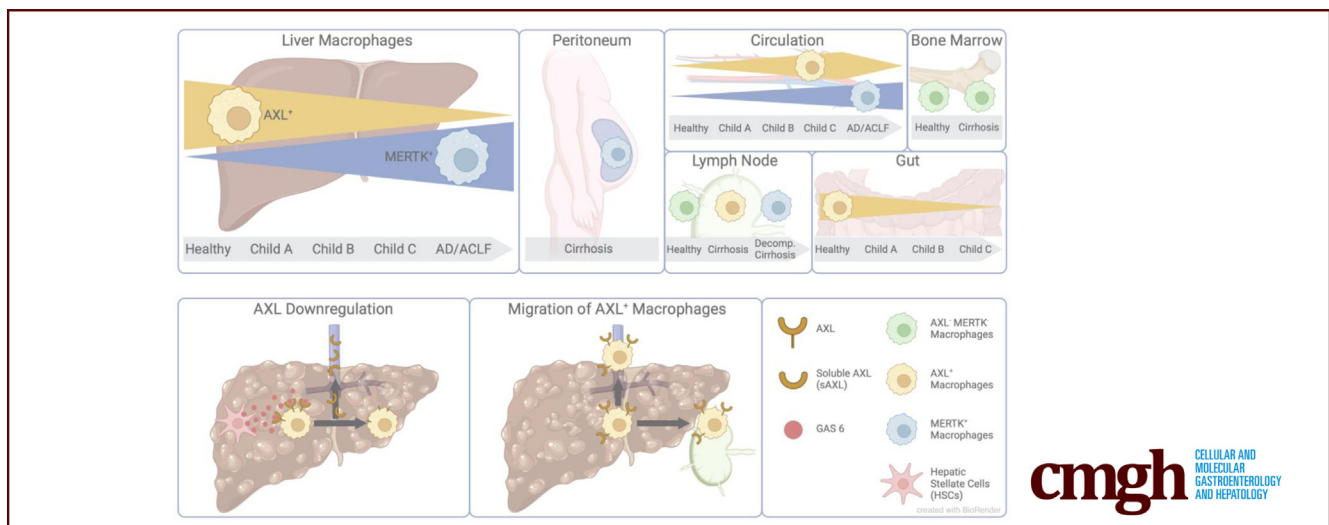 Liver Macrophages
AXL⁺
MERTK⁺
Healthy Child A Child B Child C AD/ACLF
Peritoneum
Cirrhosis
Circulation
Healthy Child A Child B Child C AD/ACLF
Bone Marrow
Healthy Cirrhosis
Lymph Node
Healthy Cirrhosis Decomp.
Cirrhosis
Gut
Healthy Child A Child B Child C
AXL Downregulation
Migration of AXL⁺ Macrophages
AXL
Soluble AXL
(sAXL)
GAS 6
AXL⁻ MERTK⁻
Macrophages
AXL⁺
Macrophages
MERTK⁺
Macrophages
Hepatic
Stellate Cells
(HSCs)
created with BioRender
cmgh
CELLULAR AND
MOLECULAR
GASTROENTEROLOGY
AND HEPATOLOGY